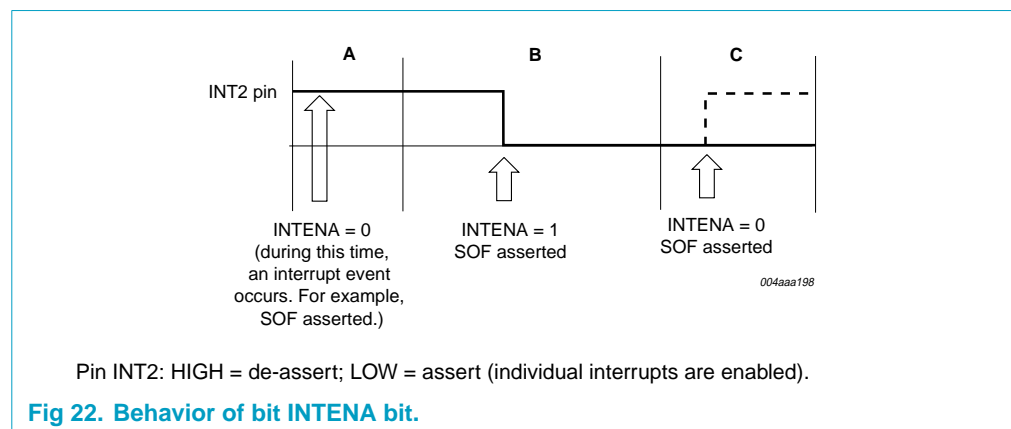 A
B
C
INT2 pin
INTENA = 0
(during this time,
an interrupt event
occurs. For example,
SOF asserted.)
INTENA = 1
SOF asserted
INTENA = 0
SOF asserted
004aaa198
Pin INT2: HIGH = de-assert; LOW = assert (individual interrupts are enabled).
Fig 22. Behavior of bit INTENA bit.